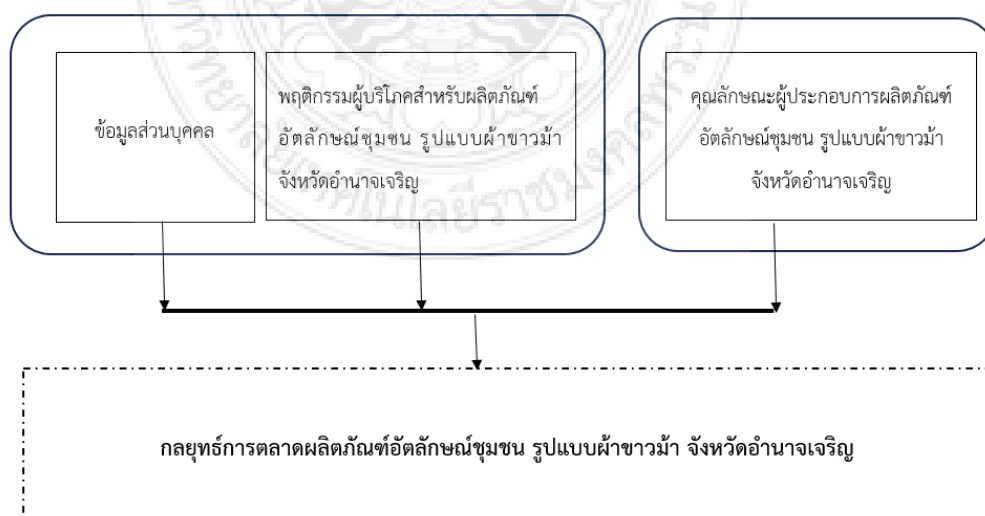 ข้อมูลส่วนบุคคล
พฤติกรรมผู้บริโภคสำหรับผลิตภัณฑ์
อัตลักษณ์ชุมชน รูปแบบผ้าขาวม้า
จังหวัดอำนาจเจริญ
คุณลักษณะผู้ประกอบการผลิตภัณฑ์
อัตลักษณ์ชุมชน รูปแบบผ้าขาวม้า
จังหวัดอำนาจเจริญ
กลยุทธ์การตลาดผลิตภัณฑ์อัตลักษณ์ชุมชน รูปแบบผ้าขาวม้า จังหวัดอำนาจเจริญ